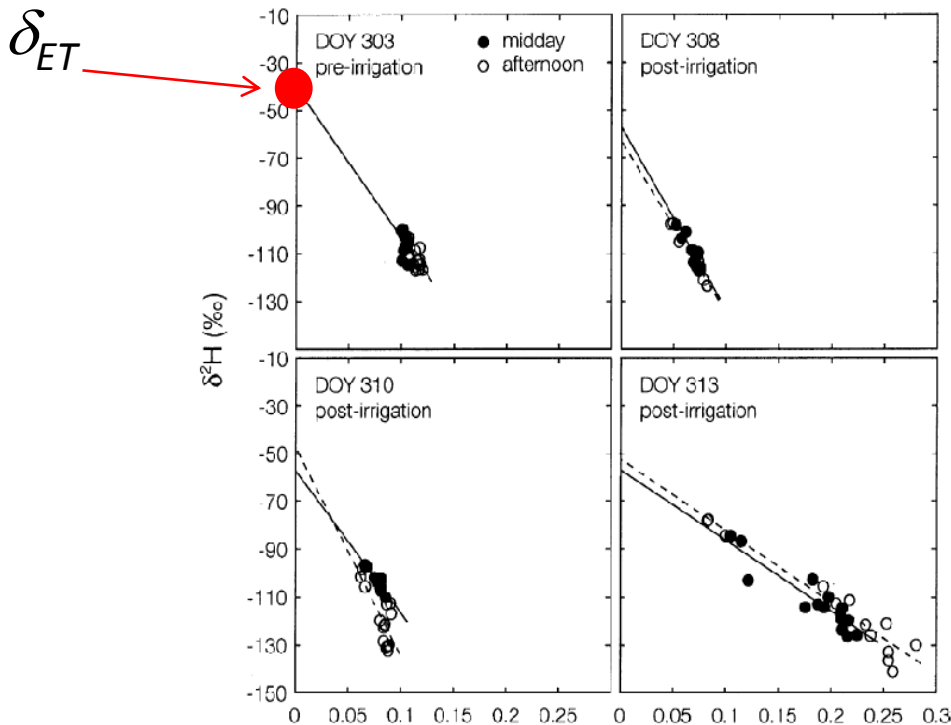 δET
-10
-30
-50
-70
-90
-110
-130
DOY 303
pre-irrigation
midday
afternoon
DOY 308
post-irrigation
δ²H (‰)
-10
-30
-50
-70
-90
-110
-130
-150
DOY 310
post-irrigation
DOY 313
post-irrigation
0 0.05 0.1 0.15 0.2 0.25
0 0.05 0.1 0.15 0.2 0.25 0.3